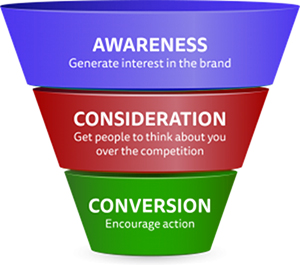 AWARENESS
Generate interest in the brand
CONSIDERATION
Get people to think about you
over the competition
CONVERSION
Encourage action